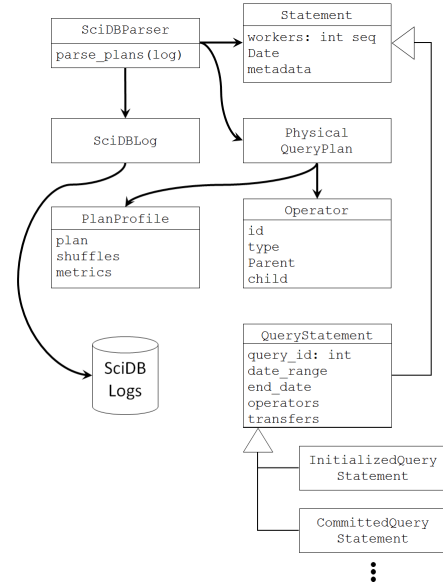 SciDBParser
parse_plans(log)
Statement
workers: int seq
Date
metadata
SciDBLog
Physical
QueryPlan
PlanProfile
plan
shuffles
metrics
Operator
id
type
Parent
child
SciDB
Logs
QueryStatement
query_id: int
date_range
end_date
operators
transfers
InitializedQuery
Statement
CommittedQuery
Statement